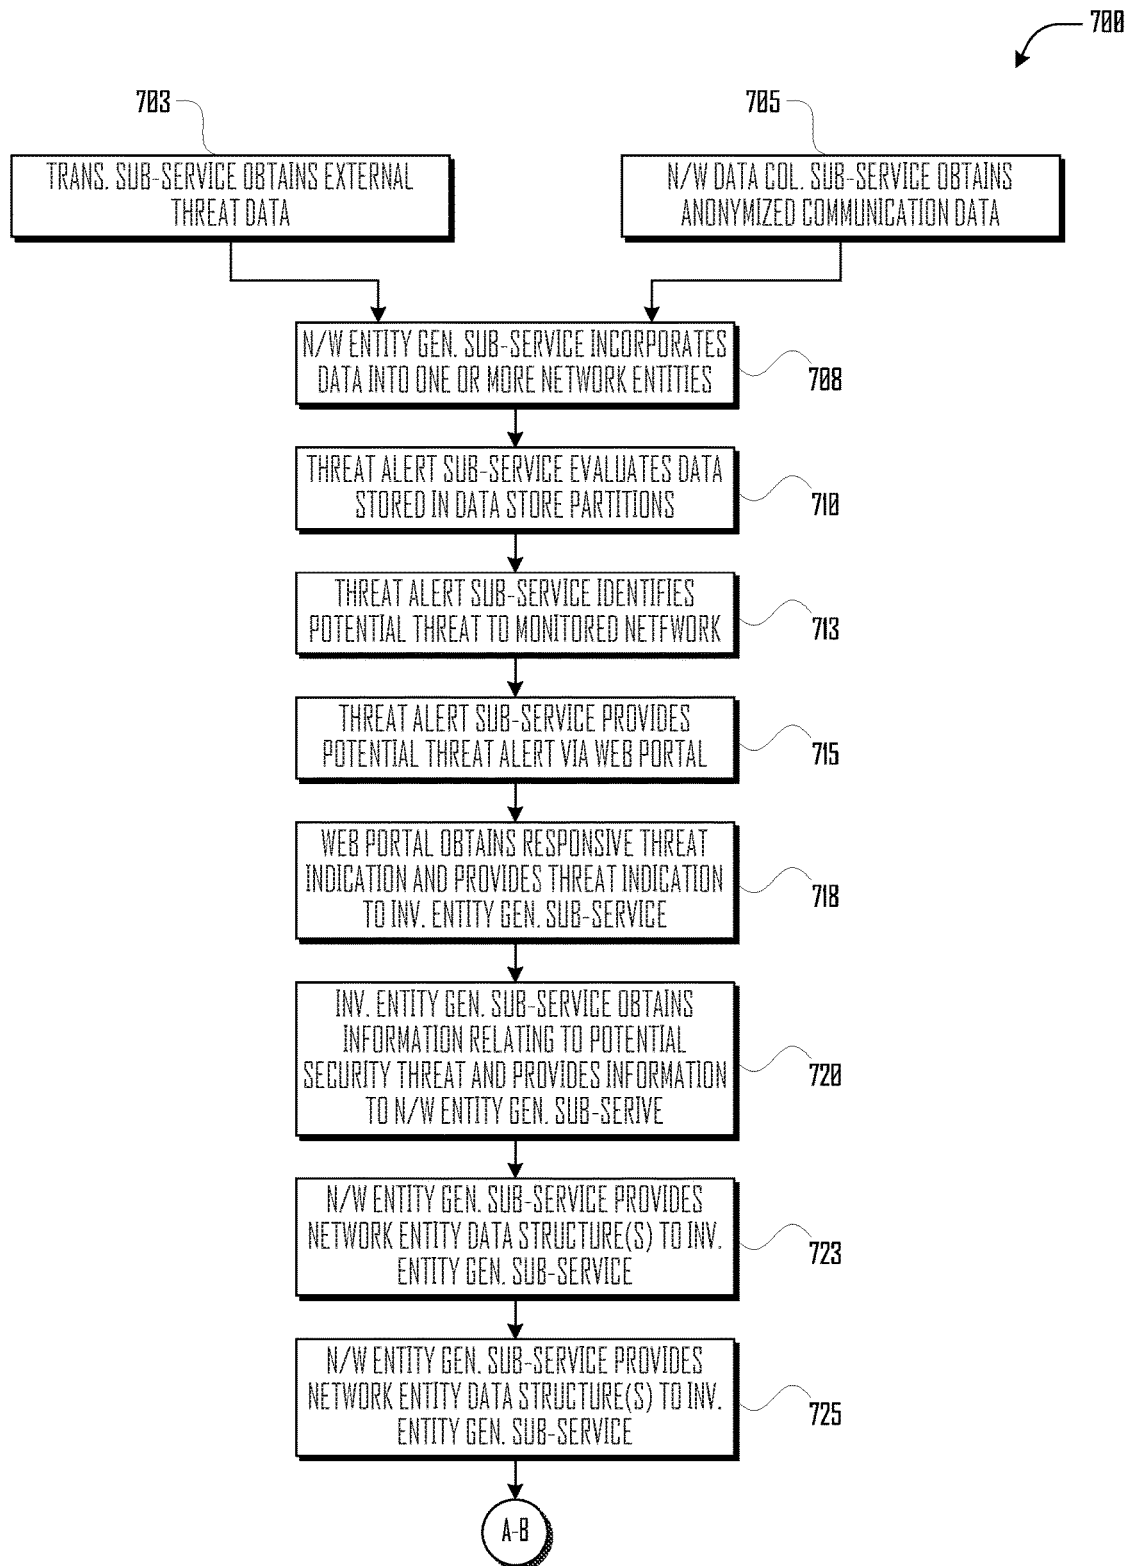 700
703
705
TRANS. SUB-SERVICE OBTAINS EXTERNAL
THREAT DATA
N/W DATA COL. SUB-SERVICE OBTAINS
ANONYMIZED COMMUNICATION DATA
N/W ENTITY GEN. SUB-SERVICE INCORPORATES
DATA INTO ONE OR MORE NETWORK ENTITIES
708
THREAT ALERT SUB-SERVICE EVALUATES DATA
STORED IN DATA STORE PARTITIONS
710
THREAT ALERT SUB-SERVICE IDENTIFIES
POTENTIAL THREAT TO MONITORED NETFWORK
713
THREAT ALERT SUB-SERVICE PROVIDES
POTENTIAL THREAT ALERT VIA WEB PORTAL
715
WEB PORTAL OBTAINS RESPONSIVE THREAT
INDICATION AND PROVIDES THREAT INDICATION
TO INV. ENTITY GEN. SUB-SERVICE
718
INV. ENTITY GEN. SUB-SERVICE OBTAINS
INFORMATION RELATING TO POTENTIAL
SECURITY THREAT AND PROVIDES INFORMATION
TO N/W ENTITY GEN. SUB-SERIVE
720
N/W ENTITY GEN. SUB-SERVICE PROVIDES
NETWORK ENTITY DATA STRUCTURE(S) TO INV.
ENTITY GEN. SUB-SERVICE
723
N/W ENTITY GEN. SUB-SERVICE PROVIDES
NETWORK ENTITY DATA STRUCTURE(S) TO INV.
ENTITY GEN. SUB-SERVICE
725
A-B